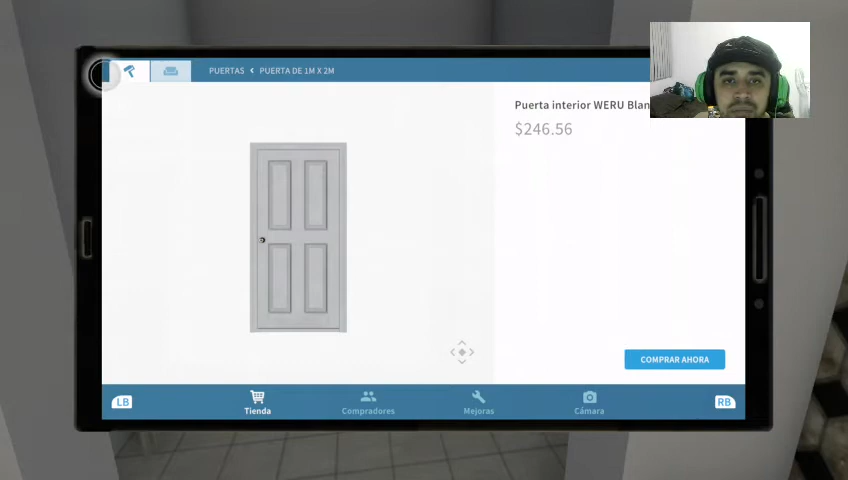 PUERTAS < PUERTA DE 1M X 2M
Puerta interior WERU Blan
$246.56
COMPRAR AHORA
LB
Tienda
Compradores
Mejoras
Cámara
RB